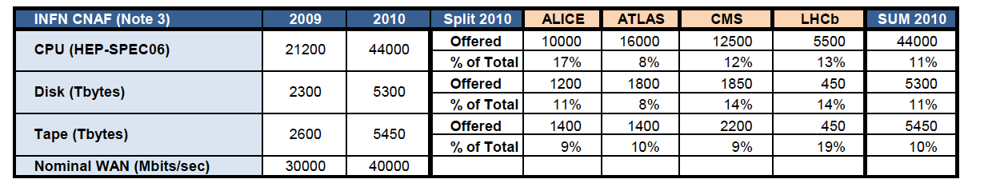 INFN CNAF (Note 3) 2009 2010 Split 2010 ALICE ATLAS CMS LHCb SUM 2010
CPU (HEP-SPEC06) 21200 44000 Offered 10000 16000 12500 5500 44000
% of Total 17% 8% 12% 13% 11%
Disk (Tbytes) 2300 5300 Offered 1200 1800 1850 450 5300
% of Total 11% 8% 14% 14% 11%
Tape (Tbytes) 2600 5450 Offered 1400 1400 2200 450 5450
% of Total 9% 10% 9% 19% 10%
Nominal WAN (Mbits/sec) 30000 40000